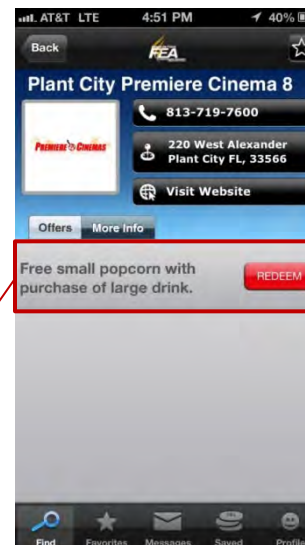 AT&T LTE 4:51 PM 40%
Back FEA
Plant City Premiere Cinema 8
PREMIERE CINEMAS
813-719-7600
220 West Alexander
Plant City FL, 33566
Visit Website
Offers More Info
Free small popcorn with
purchase of large drink.
REDEEM
Find Favorites Messages Saved Profile